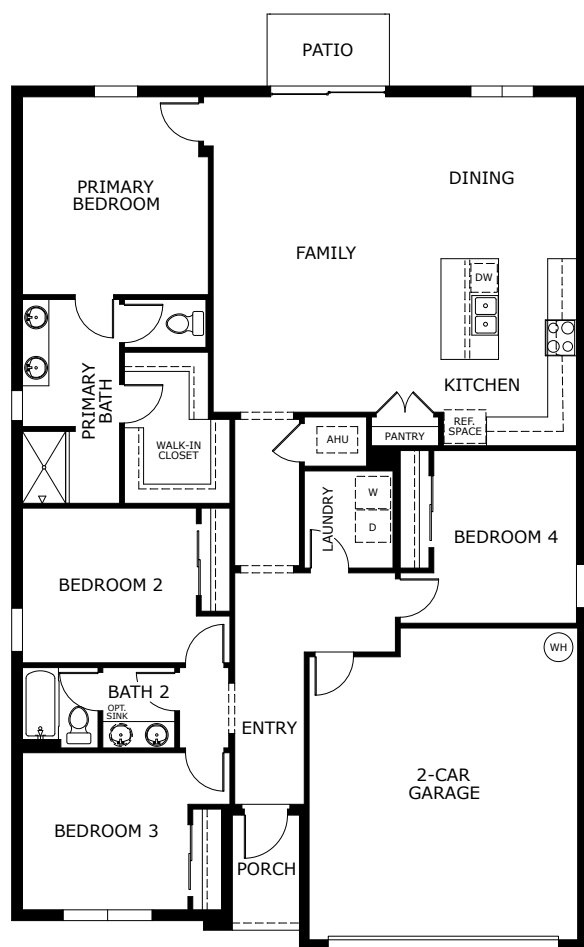 PATIO
PRIMARY
BEDROOM
DINING
FAMILY
DW
KITCHEN
PRIMARY
BATH
WALK-IN
CLOSET
AHU
PANTRY
REF.
SPACE
LAUNDRY
W
D
BEDROOM 4
BEDROOM 2
WH
BATH 2
OPT.
SINK
ENTRY
2-CAR
GARAGE
BEDROOM 3
PORCH